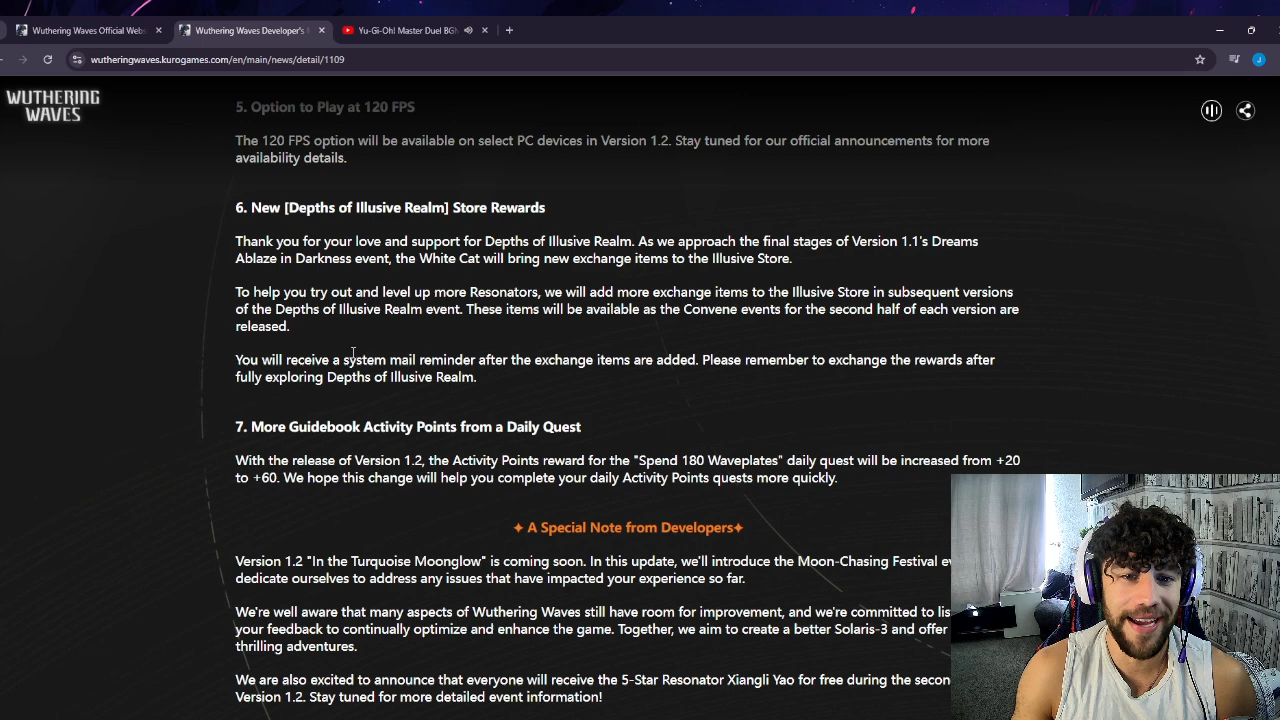 Wuthering Waves Official Webs
Wuthering Waves Developer's
Yu-Gi-Oh! Master Duel BGM
wutheringwaves.kurogames.com/en/main/news/detail/1109
J
WUTHERING
WAVES
5. Option to Play at 120 FPS
The 120 FPS option will be available on select PC devices in Version 1.2. Stay tuned for our official announcements for more
availability details.
6. New [Depths of Illusive Realm] Store Rewards
Thank you for your love and support for Depths of Illusive Realm. As we approach the final stages of Version 1.1's Dreams
Ablaze in Darkness event, the White Cat will bring new exchange items to the Illusive Store.
To help you try out and level up more Resonators, we will add more exchange items to the Illusive Store in subsequent versions
of the Depths of Illusive Realm event. These items will be available as the Convene events for the second half of each version are
released.
You will receive a system mail reminder after the exchange items are added. Please remember to exchange the rewards after
fully exploring Depths of Illusive Realm.
7. More Guidebook Activity Points from a Daily Quest
With the release of Version 1.2, the Activity Points reward for the "Spend 180 Waveplates" daily quest will be increased from +20
to +60. We hope this change will help you complete your daily Activity Points quests more quickly.
✦ A Special Note from Developers✦
Version 1.2 "In the Turquoise Moonglow" is coming soon. In this update, we'll introduce the Moon-Chasing Festival ev
dedicate ourselves to address any issues that have impacted your experience so far.
We're well aware that many aspects of Wuthering Waves still have room for improvement, and we're committed to lis
your feedback to continually optimize and enhance the game. Together, we aim to create a better Solaris-3 and offer
thrilling adventures.
We are also excited to announce that everyone will receive the 5-Star Resonator Xiangli Yao for free during the secon
Version 1.2. Stay tuned for more detailed event information!